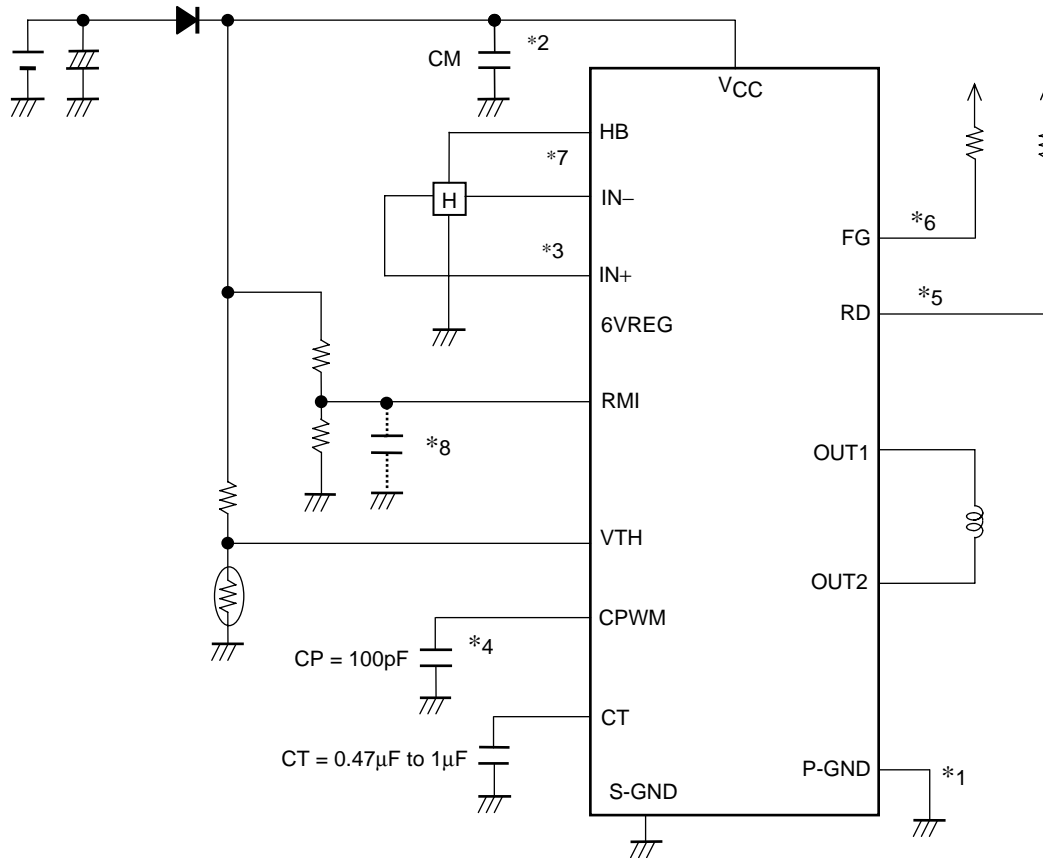 CM
*2
VCC
HB
*7
H
IN−
*6
FG
*3
IN+
*5
RD
6VREG
RMI
*8
OUT1
VTH
OUT2
CPWM
*4
CP = 100pF
CT
CT = 0.47μF to 1μF
P-GND
*1
S-GND